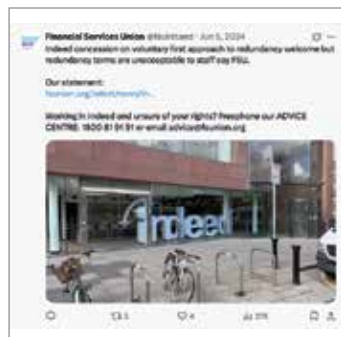 Financial Services Union · Jun 5, 2024
Indeed concession on voluntary first approach to redundancy welcome but
redundancy terms are unacceptable to staff say FSU.
Our statement:
Working in Indeed and unsure of your rights? Freephone our ADVICE
CENTRE: 1800 81 91 91 or email advice@fsunion.org
indeed